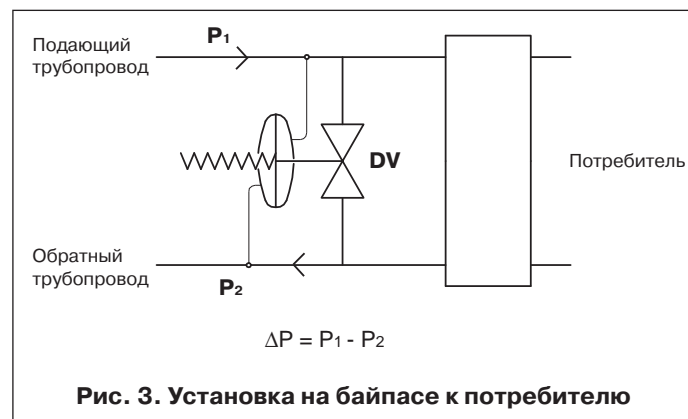 Подающий
трубопровод
P1
DV
Потребитель
Обратный
трубопровод
P2
ΔP = P1 - P2
Рис. 3. Установка на байпасе к потребителю